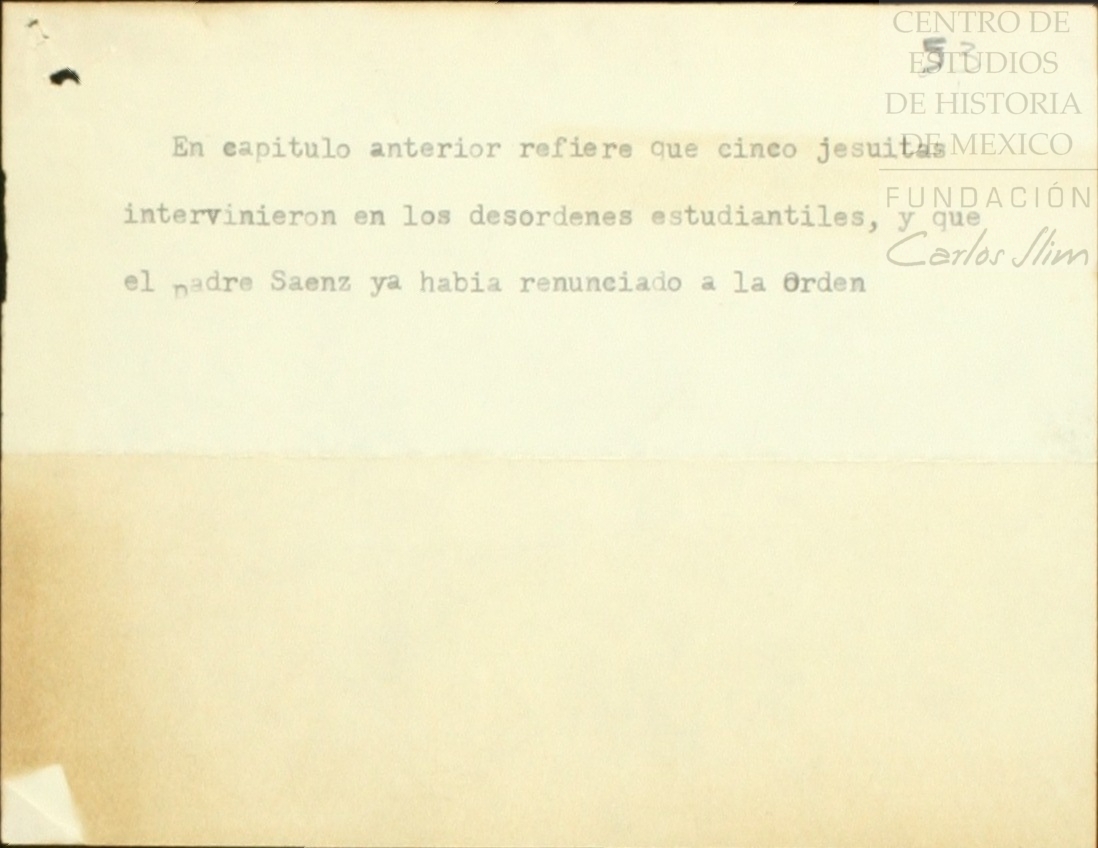 CENTRO DE
ESTUDIOS
DE HISTORIA
DE MEXICO
FUNDACIÓN
Carlos Slim
53
En capitulo anterior refiere que cinco jesuitas
intervinieron en los desordenes estudiantiles, y que
el padre Saenz ya habia renunciado a la Orden